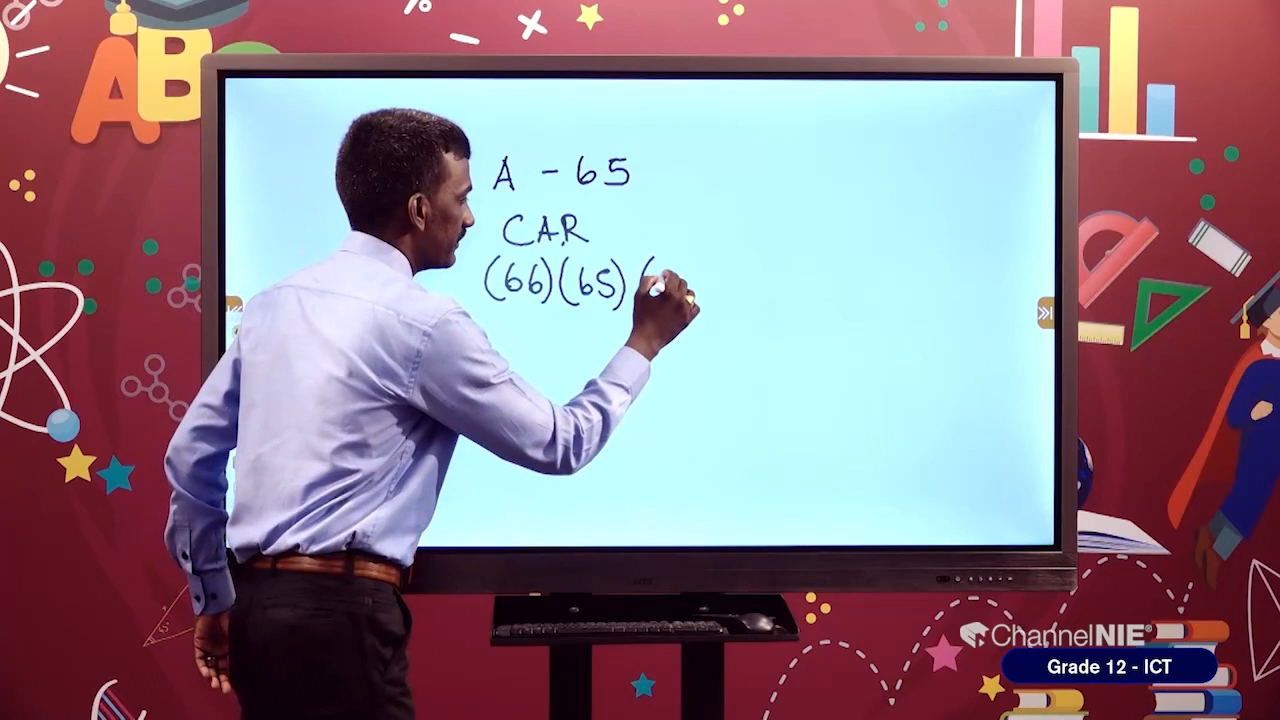 AB
%
A - 65
CAR
(66)(65)(
ChannelNIE®
Grade 12 - ICT